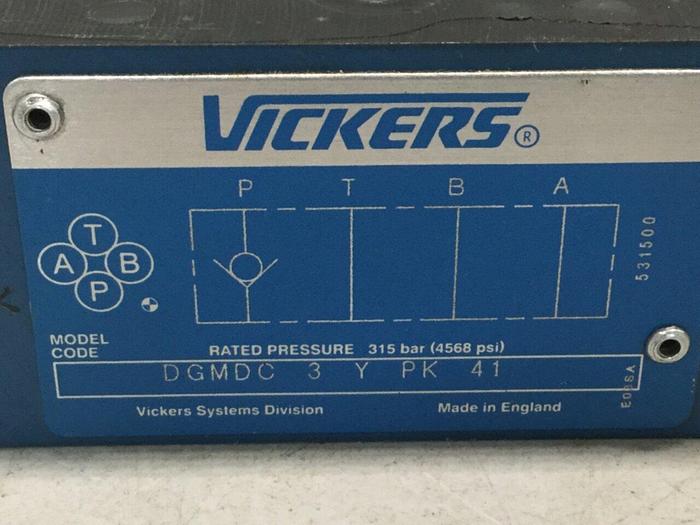 VICKERS®
P T B A
T
A B
P
531500
MODEL
CODE
RATED PRESSURE 315 bar (4568 psi)
DGMDC 3 Y PK 41
Vickers Systems Division Made in England